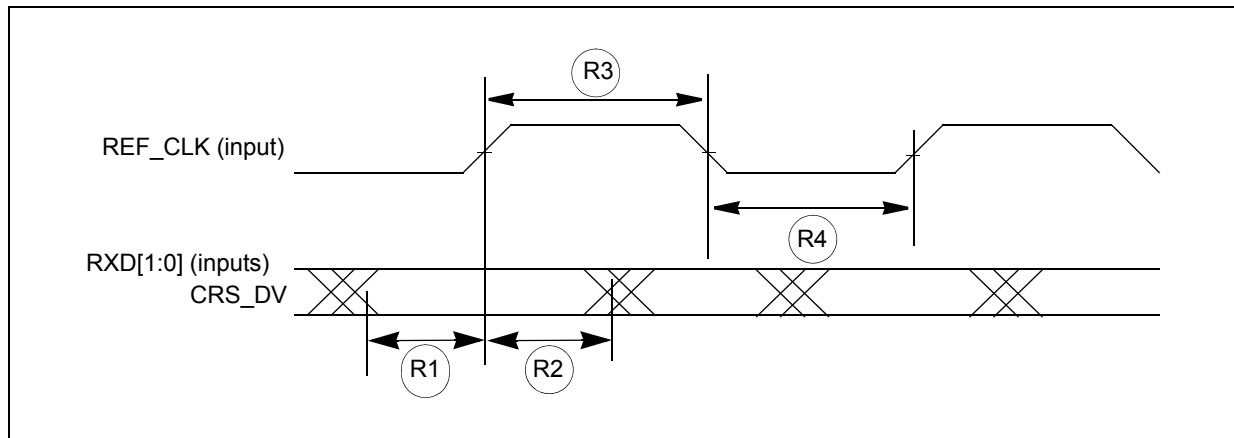 R3
REF_CLK (input)
R4
RXD[1:0] (inputs)
CRS_DV
R1
R2